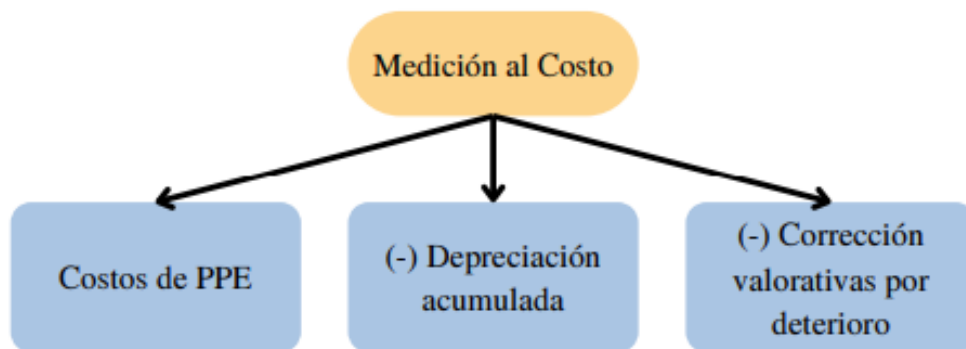 Medición al Costo
Costos de PPE
(-) Depreciación
acumulada
(-) Corrección
valorativas por
deterioro